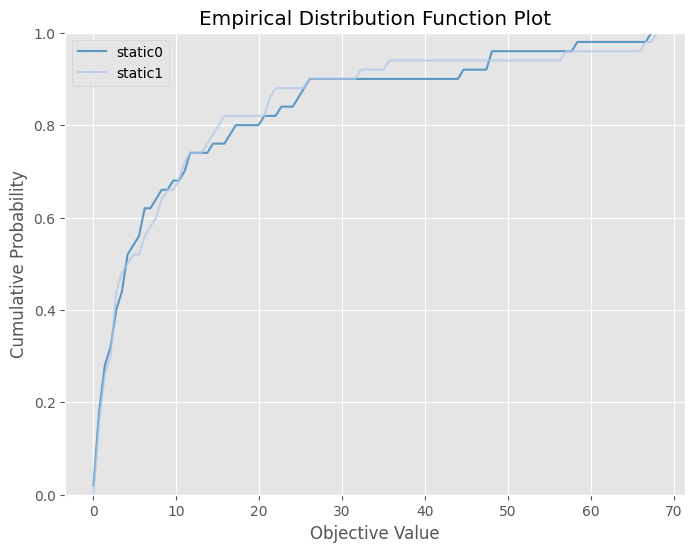 Empirical Distribution Function Plot
static0
static1
1.0
0.8
0.6
0.4
0.2
0.0
Cumulative Probability
0 10 20 30 40 50 60 70
Objective Value